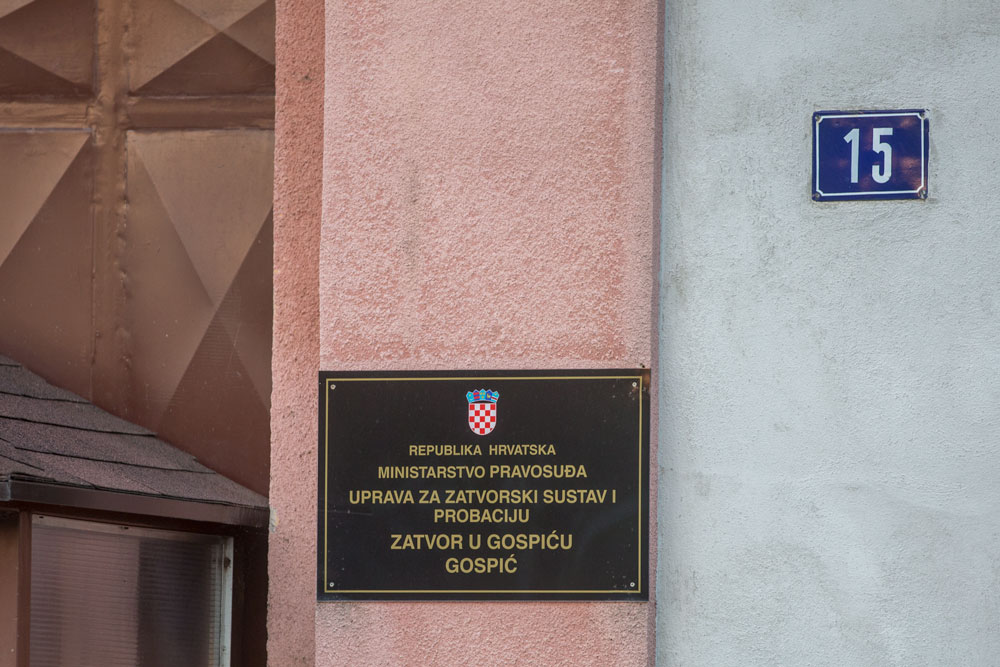 15
REPUBLIKA HRVATSKA
MINISTARSTVO PRAVOSUĐA
UPRAVA ZA ZATVORSKI SUSTAV I
PROBACIJU
ZATVOR U GOSPIĆU
GOSPIĆ